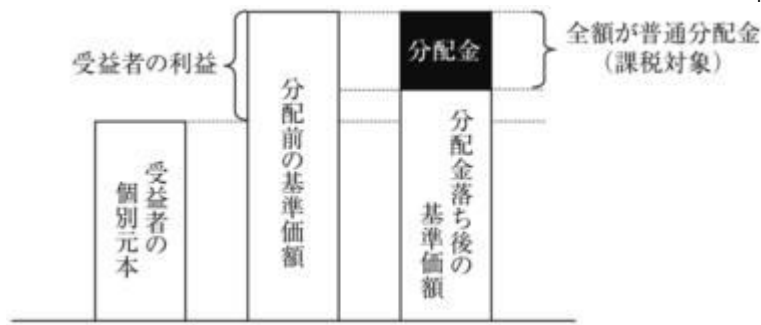 受益者の利益
受益者の
個別元本
分配前の基準価額
分配金
分配金落ち後の
基準価額
全額が普通分配金
（課税対象）